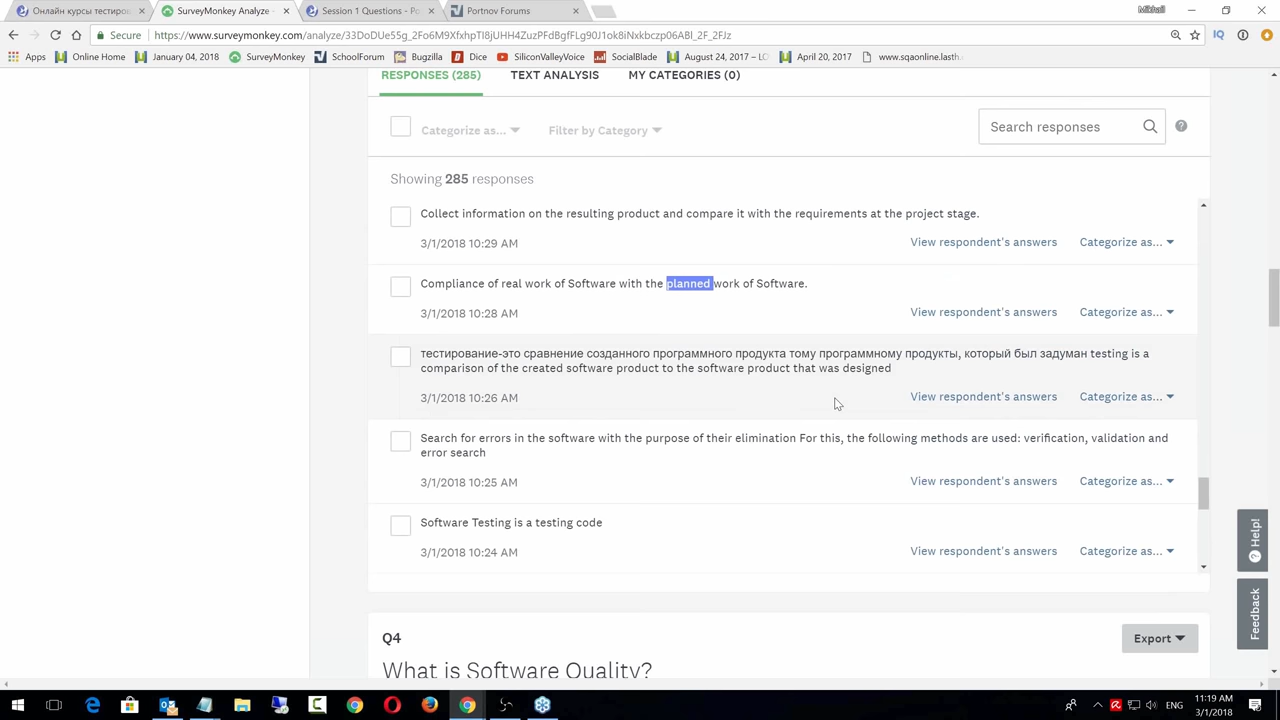 Онлайн курсы тестиров
SurveyMonkey Analyze -
Session 1 Questions - Po
Portnov Forums
Mikhail
Secure
https://www.surveymonkey.com/analyze/33DoDUe55g_2Fo6M9XfxhpTI8jUHH4ZuzPFdBgfFLg90J1ok8iNxkbczp06ABl_2F_2FJz
Apps
Online Home
January 04, 2018
SurveyMonkey
SchoolForum
Bugzilla
Dice
SiliconValleyVoice
SocialBlade
August 24, 2017 – LO
April 20, 2017
www.sqaonline.lasth
RESPONSES (285)
TEXT ANALYSIS
MY CATEGORIES (0)
Categorize as...
Filter by Category
Search responses
Showing 285 responses
Collect information on the resulting product and compare it with the requirements at the project stage.
3/1/2018 10:29 AM
View respondent's answers
Categorize as...
Compliance of real work of Software with the planned work of Software.
3/1/2018 10:28 AM
View respondent's answers
Categorize as...
тестирование-это сравнение созданного программного продукта тому программному продукты, который был задуман testing is a
comparison of the created software product to the software product that was designed
3/1/2018 10:26 AM
View respondent's answers
Categorize as...
Search for errors in the software with the purpose of their elimination For this, the following methods are used: verification, validation and
error search
3/1/2018 10:25 AM
View respondent's answers
Categorize as...
Software Testing is a testing code
3/1/2018 10:24 AM
View respondent's answers
Categorize as...
Help!
Feedback
Q4
Export
What is Software Quality?
ENG
11:19 AM
3/1/2018